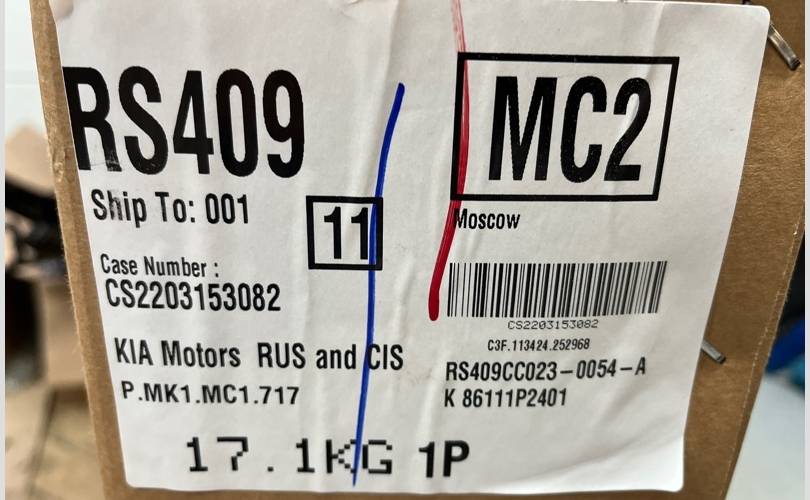 RS409
MC2
Ship To: 001
11
Moscow
Case Number :
CS2203153082
CS2203153082
C3F.113424.252968
KIA Motors RUS and CIS
RS409CC023-0054-A
P.MK1.MC1.717
K 86111P2401
17.1KG 1P